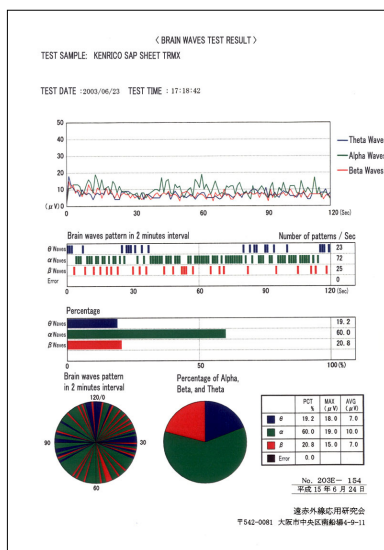 〈 BRAIN WAVES TEST RESULT 〉
TEST SAMPLE: KENRICO SAP SHEET TRMX
TEST DATE :2003/06/23 TEST TIME : 17:18:42
50
40
30
20
10
(μV)0
0 30 60 90 120 (Sec)
Theta Waves
Alpha Waves
Beta Waves
Brain waves pattern in 2 minutes interval Number of patterns / Sec
θ Waves 23
α Waves 72
β Waves 25
Error 0
0 30 60 90 120 (Sec)
Percentage
θ Waves 19.2
α Waves 60.0
β Waves 20.8
0 50 100 (%)
Brain waves pattern
in 2 minutes interval
120/0
90 30
60
Percentage of Alpha,
Beta, and Theta
PCT MAX AVG
% (μV) (μV)
θ 19.2 18.0 7.0
α 60.0 19.0 10.0
β 20.8 15.0 7.0
Error 0.0
No. 203E- 154
平成 15 年 6 月 24 日
遠赤外線応用研究会
〒542-0081 大阪市中央区南船場4-9-11